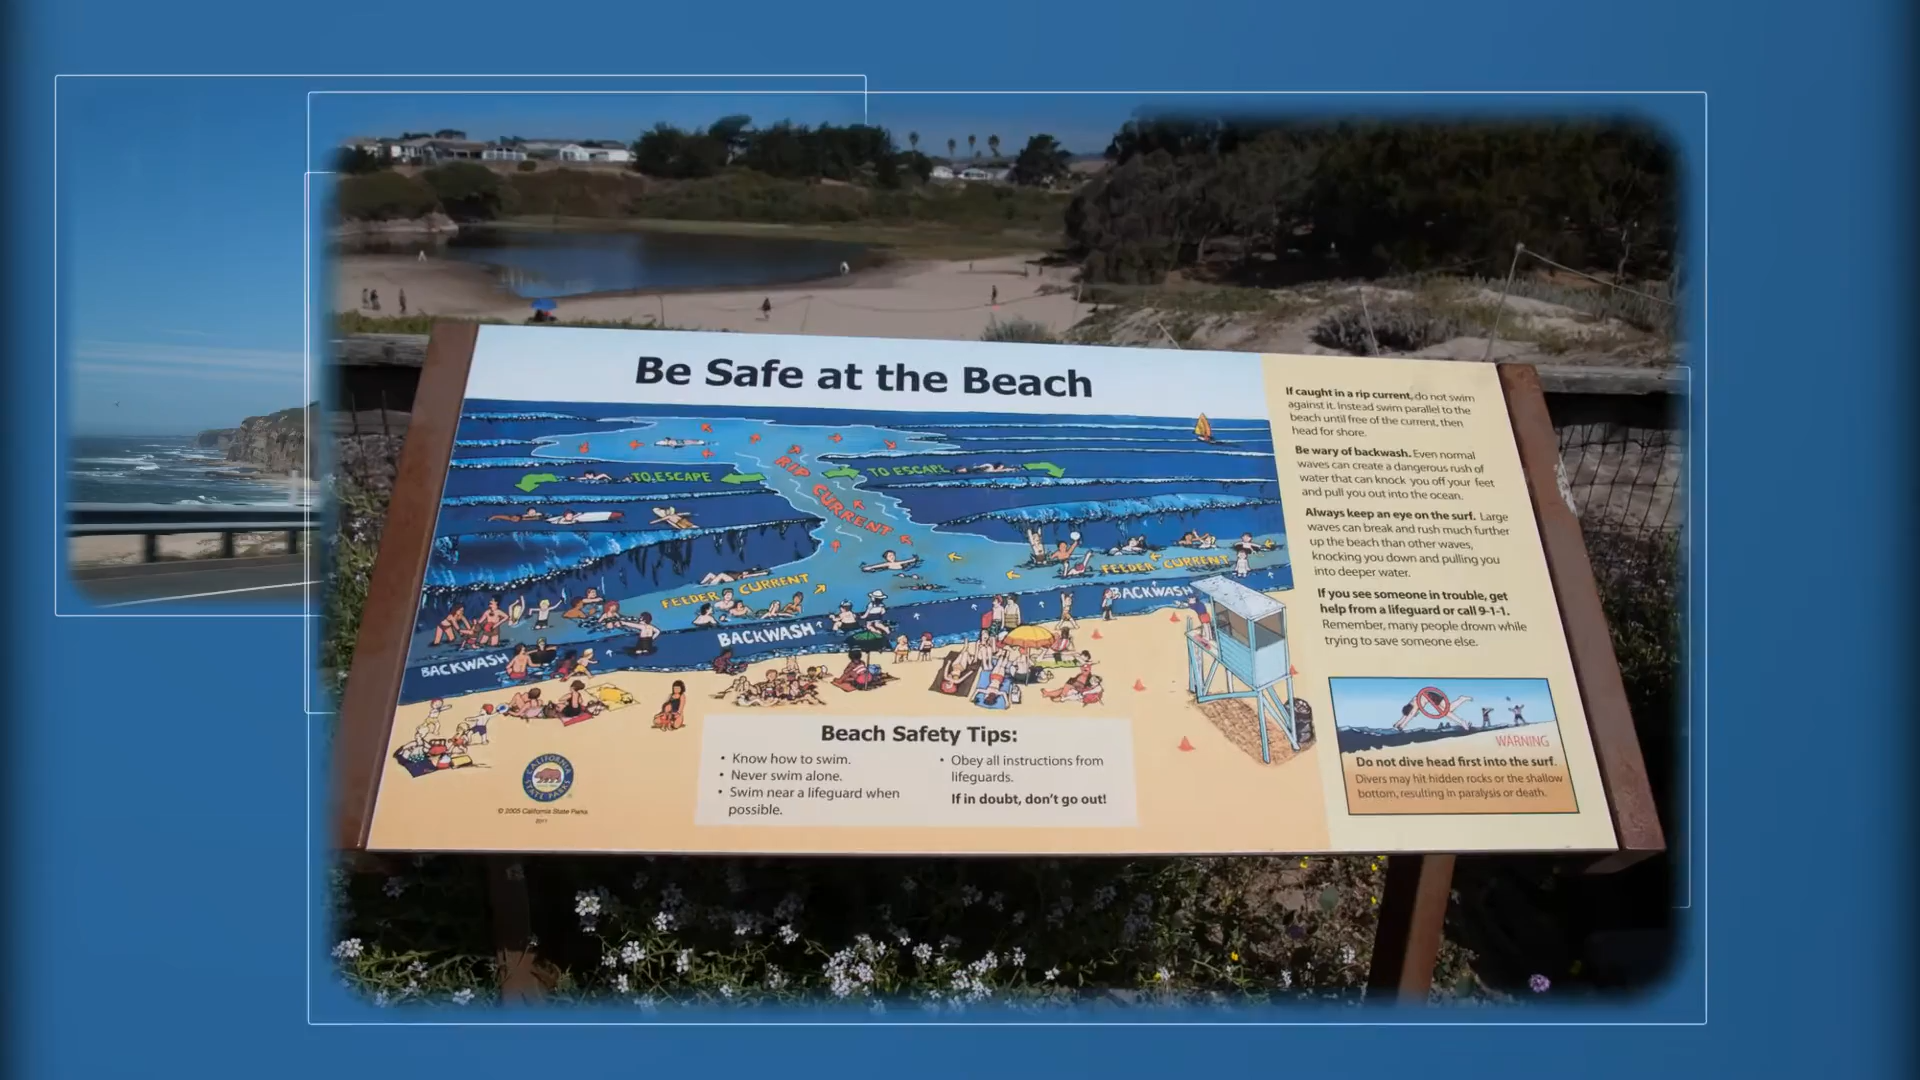 Be Safe at the Beach
TO ESCAPE
RIP CURRENT
TO ESCAPE
FEEDER CURRENT
FEEDER CURRENT
BACKWASH
BACKWASH
BACKWASH
Beach Safety Tips:
• Know how to swim.
• Never swim alone.
• Swim near a lifeguard when
possible.
• Obey all instructions from
lifeguards.
If in doubt, don't go out!
CALIFORNIA
STATE PARKS
© 2005 California State Parks
2011
If caught in a rip current, do not swim
against it. Instead swim parallel to the
beach until free of the current, then
head for shore.
Be wary of backwash. Even normal
waves can create a dangerous rush of
water that can knock you off your feet
and pull you out into the ocean.
Always keep an eye on the surf. Large
waves can break and rush much further
up the beach than other waves,
knocking you down and pulling you
into deeper water.
If you see someone in trouble, get
help from a lifeguard or call 9-1-1.
Remember, many people drown while
trying to save someone else.
WARNING
Do not dive head first into the surf.
Divers may hit hidden rocks or the shallow
bottom, resulting in paralysis or death.